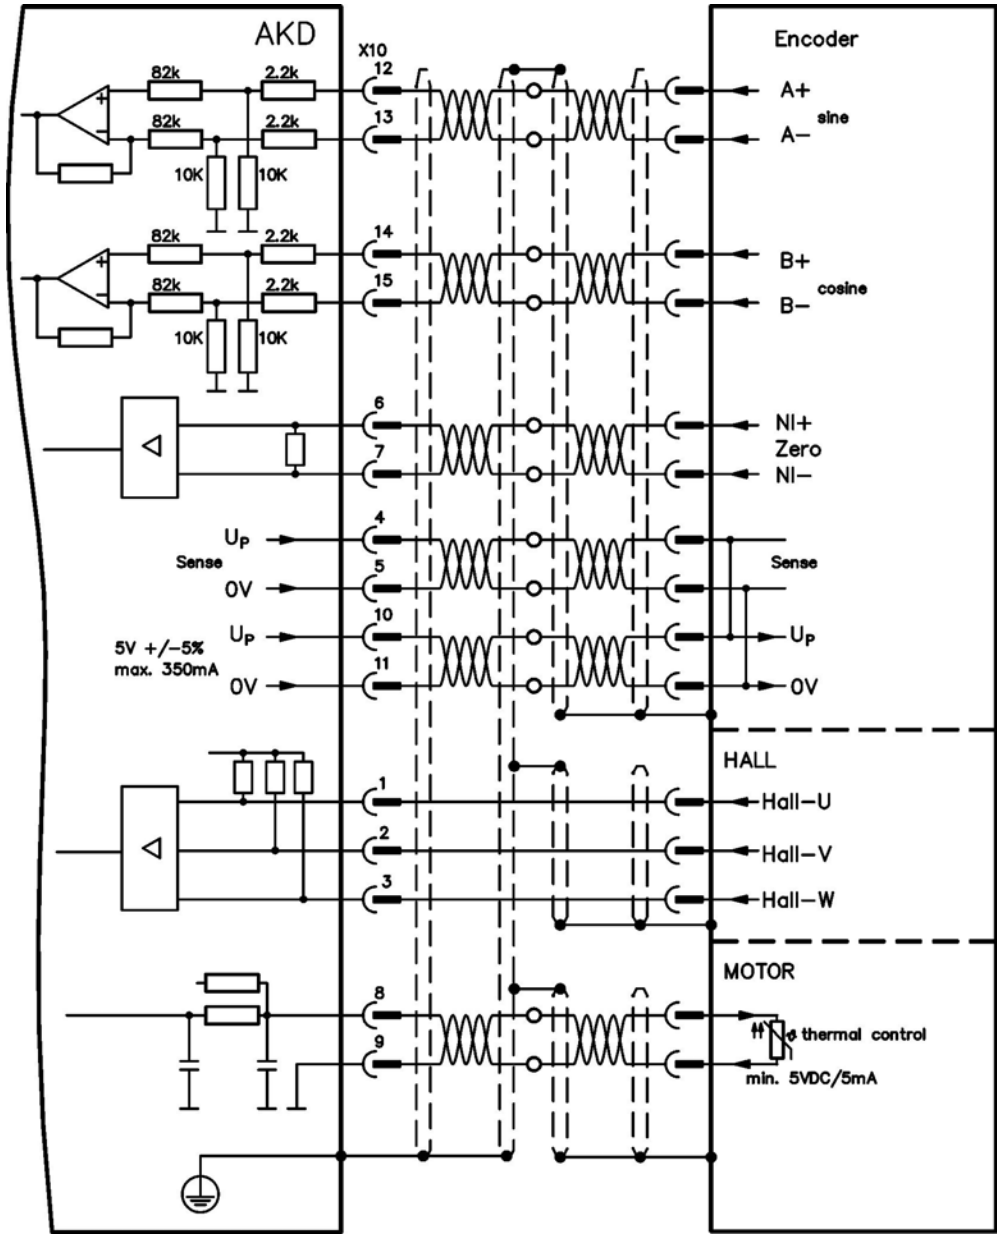 AKD
X10
Encoder
82k 2.2k 12 A+
sine
82k 2.2k 13 A−
10K 10K
82k 2.2k 14 B+
cosine
82k 2.2k 15 B−
10K 10K
6 NI+
Zero
7 NI−
UP 4
Sense Sense
0V 5
UP 10 UP
5V +/−5%
max. 350mA
0V 11 0V
HALL
1 Hall−U
2 Hall−V
3 Hall−W
MOTOR
8
ϑ thermal control
9
min. 5VDC/5mA